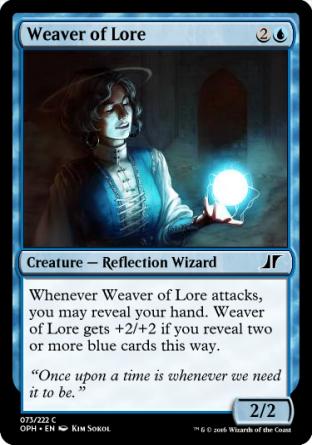 Weaver of Lore 2
Creature — Reflection Wizard
Whenever Weaver of Lore attacks,
you may reveal your hand. Weaver
of Lore gets +2/+2 if you reveal two
or more blue cards this way.
“Once upon a time is whenever we
need it to be.”
2/2
073/222 C
OPH • EN KIM SOKOL ™ & © 2016 Wizards of the Coast